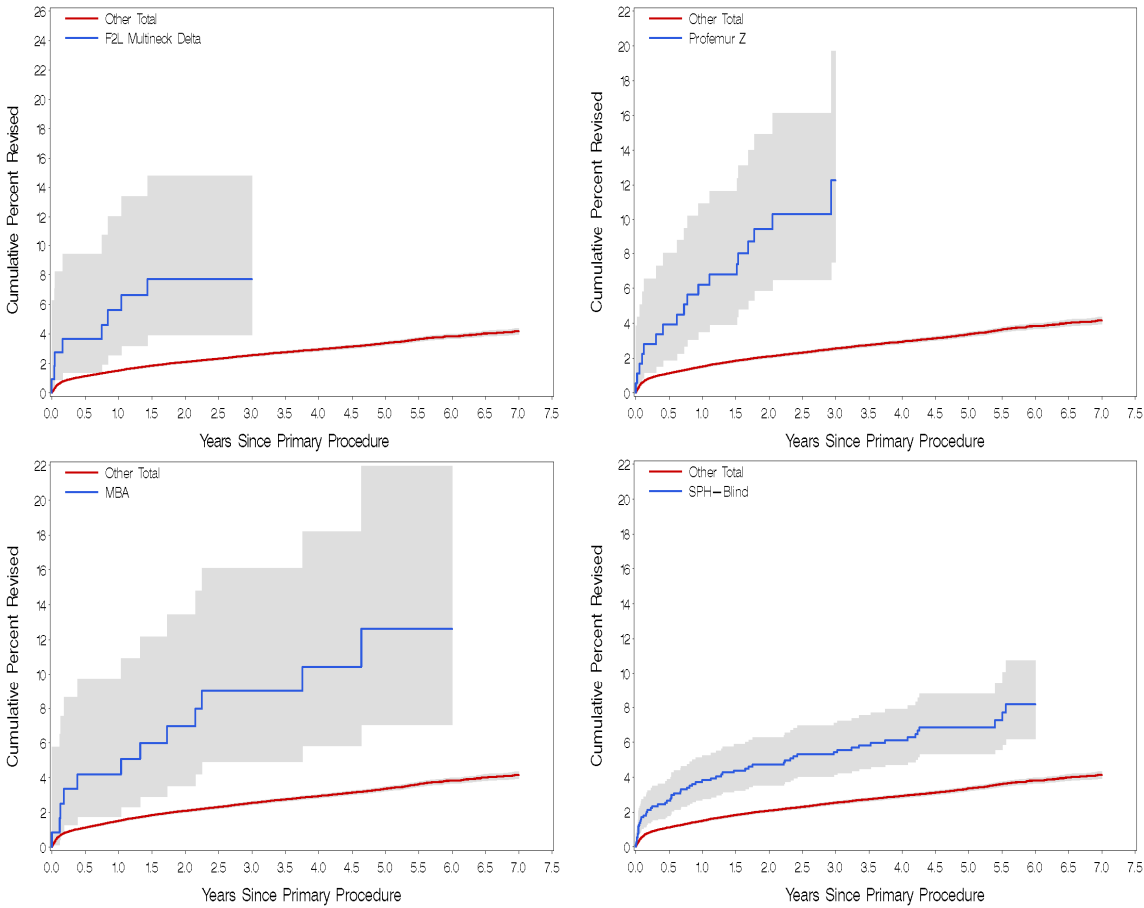 Other Total
F2L Multineck Delta
Cumulative Percent Revised
26
24
22
20
18
16
14
12
10
8
6
4
2
0
0.0 0.5 1.0 1.5 2.0 2.5 3.0 3.5 4.0 4.5 5.0 5.5 6.0 6.5 7.0 7.5
Years Since Primary Procedure
Other Total
Profemur Z
Cumulative Percent Revised
22
20
18
16
14
12
10
8
6
4
2
0
0.0 0.5 1.0 1.5 2.0 2.5 3.0 3.5 4.0 4.5 5.0 5.5 6.0 6.5 7.0 7.5
Years Since Primary Procedure
Other Total
MBA
Cumulative Percent Revised
22
20
18
16
14
12
10
8
6
4
2
0
0.0 0.5 1.0 1.5 2.0 2.5 3.0 3.5 4.0 4.5 5.0 5.5 6.0 6.5 7.0 7.5
Years Since Primary Procedure
Other Total
SPH-Blind
Cumulative Percent Revised
22
20
18
16
14
12
10
8
6
4
2
0
0.0 0.5 1.0 1.5 2.0 2.5 3.0 3.5 4.0 4.5 5.0 5.5 6.0 6.5 7.0 7.5
Years Since Primary Procedure